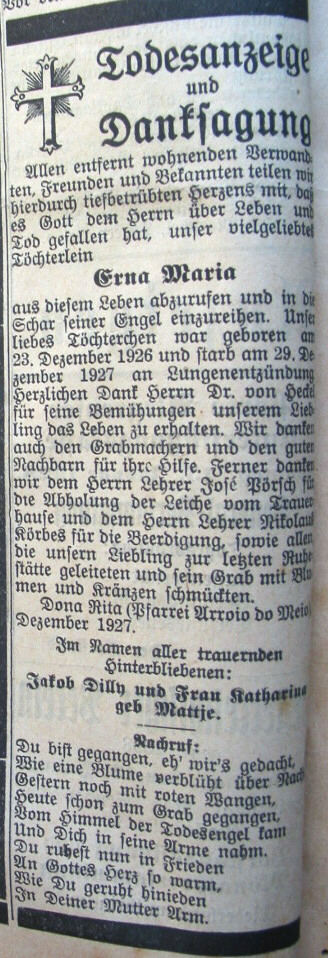 Todesanzeige
und
Danksagung
Allen entfernt wohnenden Verwand-
ten, Freunden und Bekannten teilen wir
hierdurch tiefbetrübten Herzens mit, daß
es Gott dem Herrn über Leben und
Tod gefallen hat, unser vielgeliebtes
Töchterlein
Erna Maria
aus diesem Leben abzurufen und in die
Schar seiner Engel einzureihen. Unser
liebes Töchterchen war geboren am
23. Dezember 1926 und starb am 29. De-
zember 1927 an Lungenentzündung
Herzlichen Dank Herrn Dr. von Heckel
für seine Bemühungen unserem Lieb-
ling das Leben zu erhalten. Wir danken
auch den Grabmachern und den guten
Nachbarn für ihre Hilfe. Ferner danken
wir dem Herrn Lehrer José Pörsch für
die Abholung der Leiche vom Trauer-
hause und dem Herrn Lehrer Nikolaus
Körbes für die Beerdigung, sowie allen
die unsern Liebling zur letzten Ruhe-
stätte geleiteten und sein Grab mit Blu-
men und Kränzen schmückten.
Dona Rita (Pfarrei Arroio do Meio)
Dezember 1927.
Im Namen aller trauernden
Hinterbliebenen:
Jakob Dilly und Frau Katharina
geb Mattje.
Nachruf:
Du bist gegangen, eh' wir's gedacht,
Wie eine Blume verblüht über Nach
Gestern noch mit roten Wangen,
Heute schon zum Grab gegangen,
Vom Himmel der Todesengel kam
Und Dich in seine Arme nahm.
Du ruhest nun in Frieden
An Gottes Herz so warm,
Wie Du geruht hinieden
In Deiner Mutter Arm.